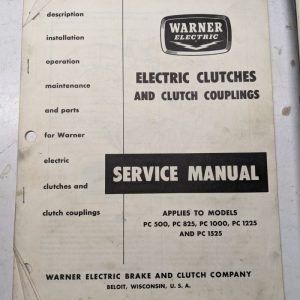 description
installation
operation
maintenance
and parts
for Warner
electric
clutches and
clutch couplings
WARNER
ELECTRIC
ELECTRIC CLUTCHES
AND CLUTCH COUPLINGS
SERVICE MANUAL
APPLIES TO MODELS
PC 500, PC 825, PC 1000, PC 1225
AND PC 1525
WARNER ELECTRIC BRAKE AND CLUTCH COMPANY
BELOIT, WISCONSIN, U. S. A.